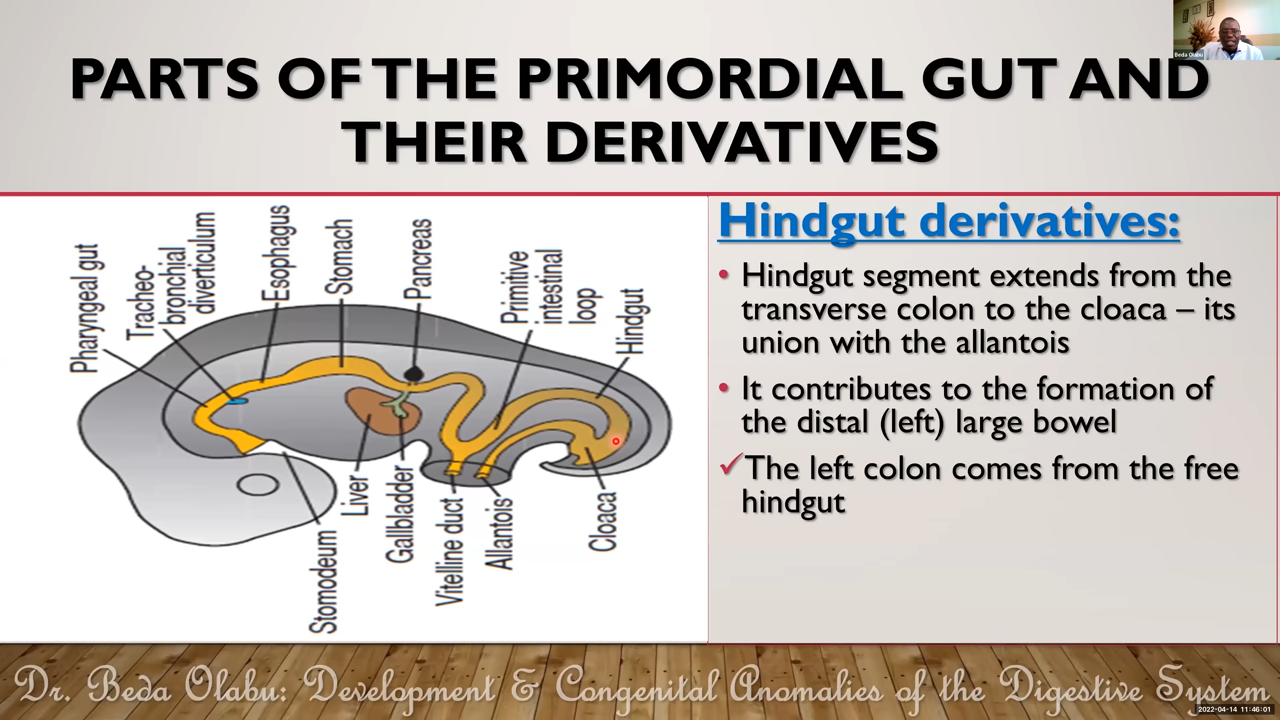 Beda Olabu
PARTS OF THE PRIMORDIAL GUT AND
THEIR DERIVATIVES
Pharyngeal gut
Tracheo-
bronchial
diverticulum
Esophagus
Stomach
Pancreas
Primitive
intestinal
loop
Hindgut
Stomodeum
Liver
Gallbladder
Vitelline duct
Allantois
Cloaca
Hindgut derivatives:
• Hindgut segment extends from the
transverse colon to the cloaca – its
union with the allantois
• It contributes to the formation of
the distal (left) large bowel
✓The left colon comes from the free
hindgut
Dr. Beda Olabu: Development & Congenital Anomalies of the Digestive System
2022-04-14 11:46:01